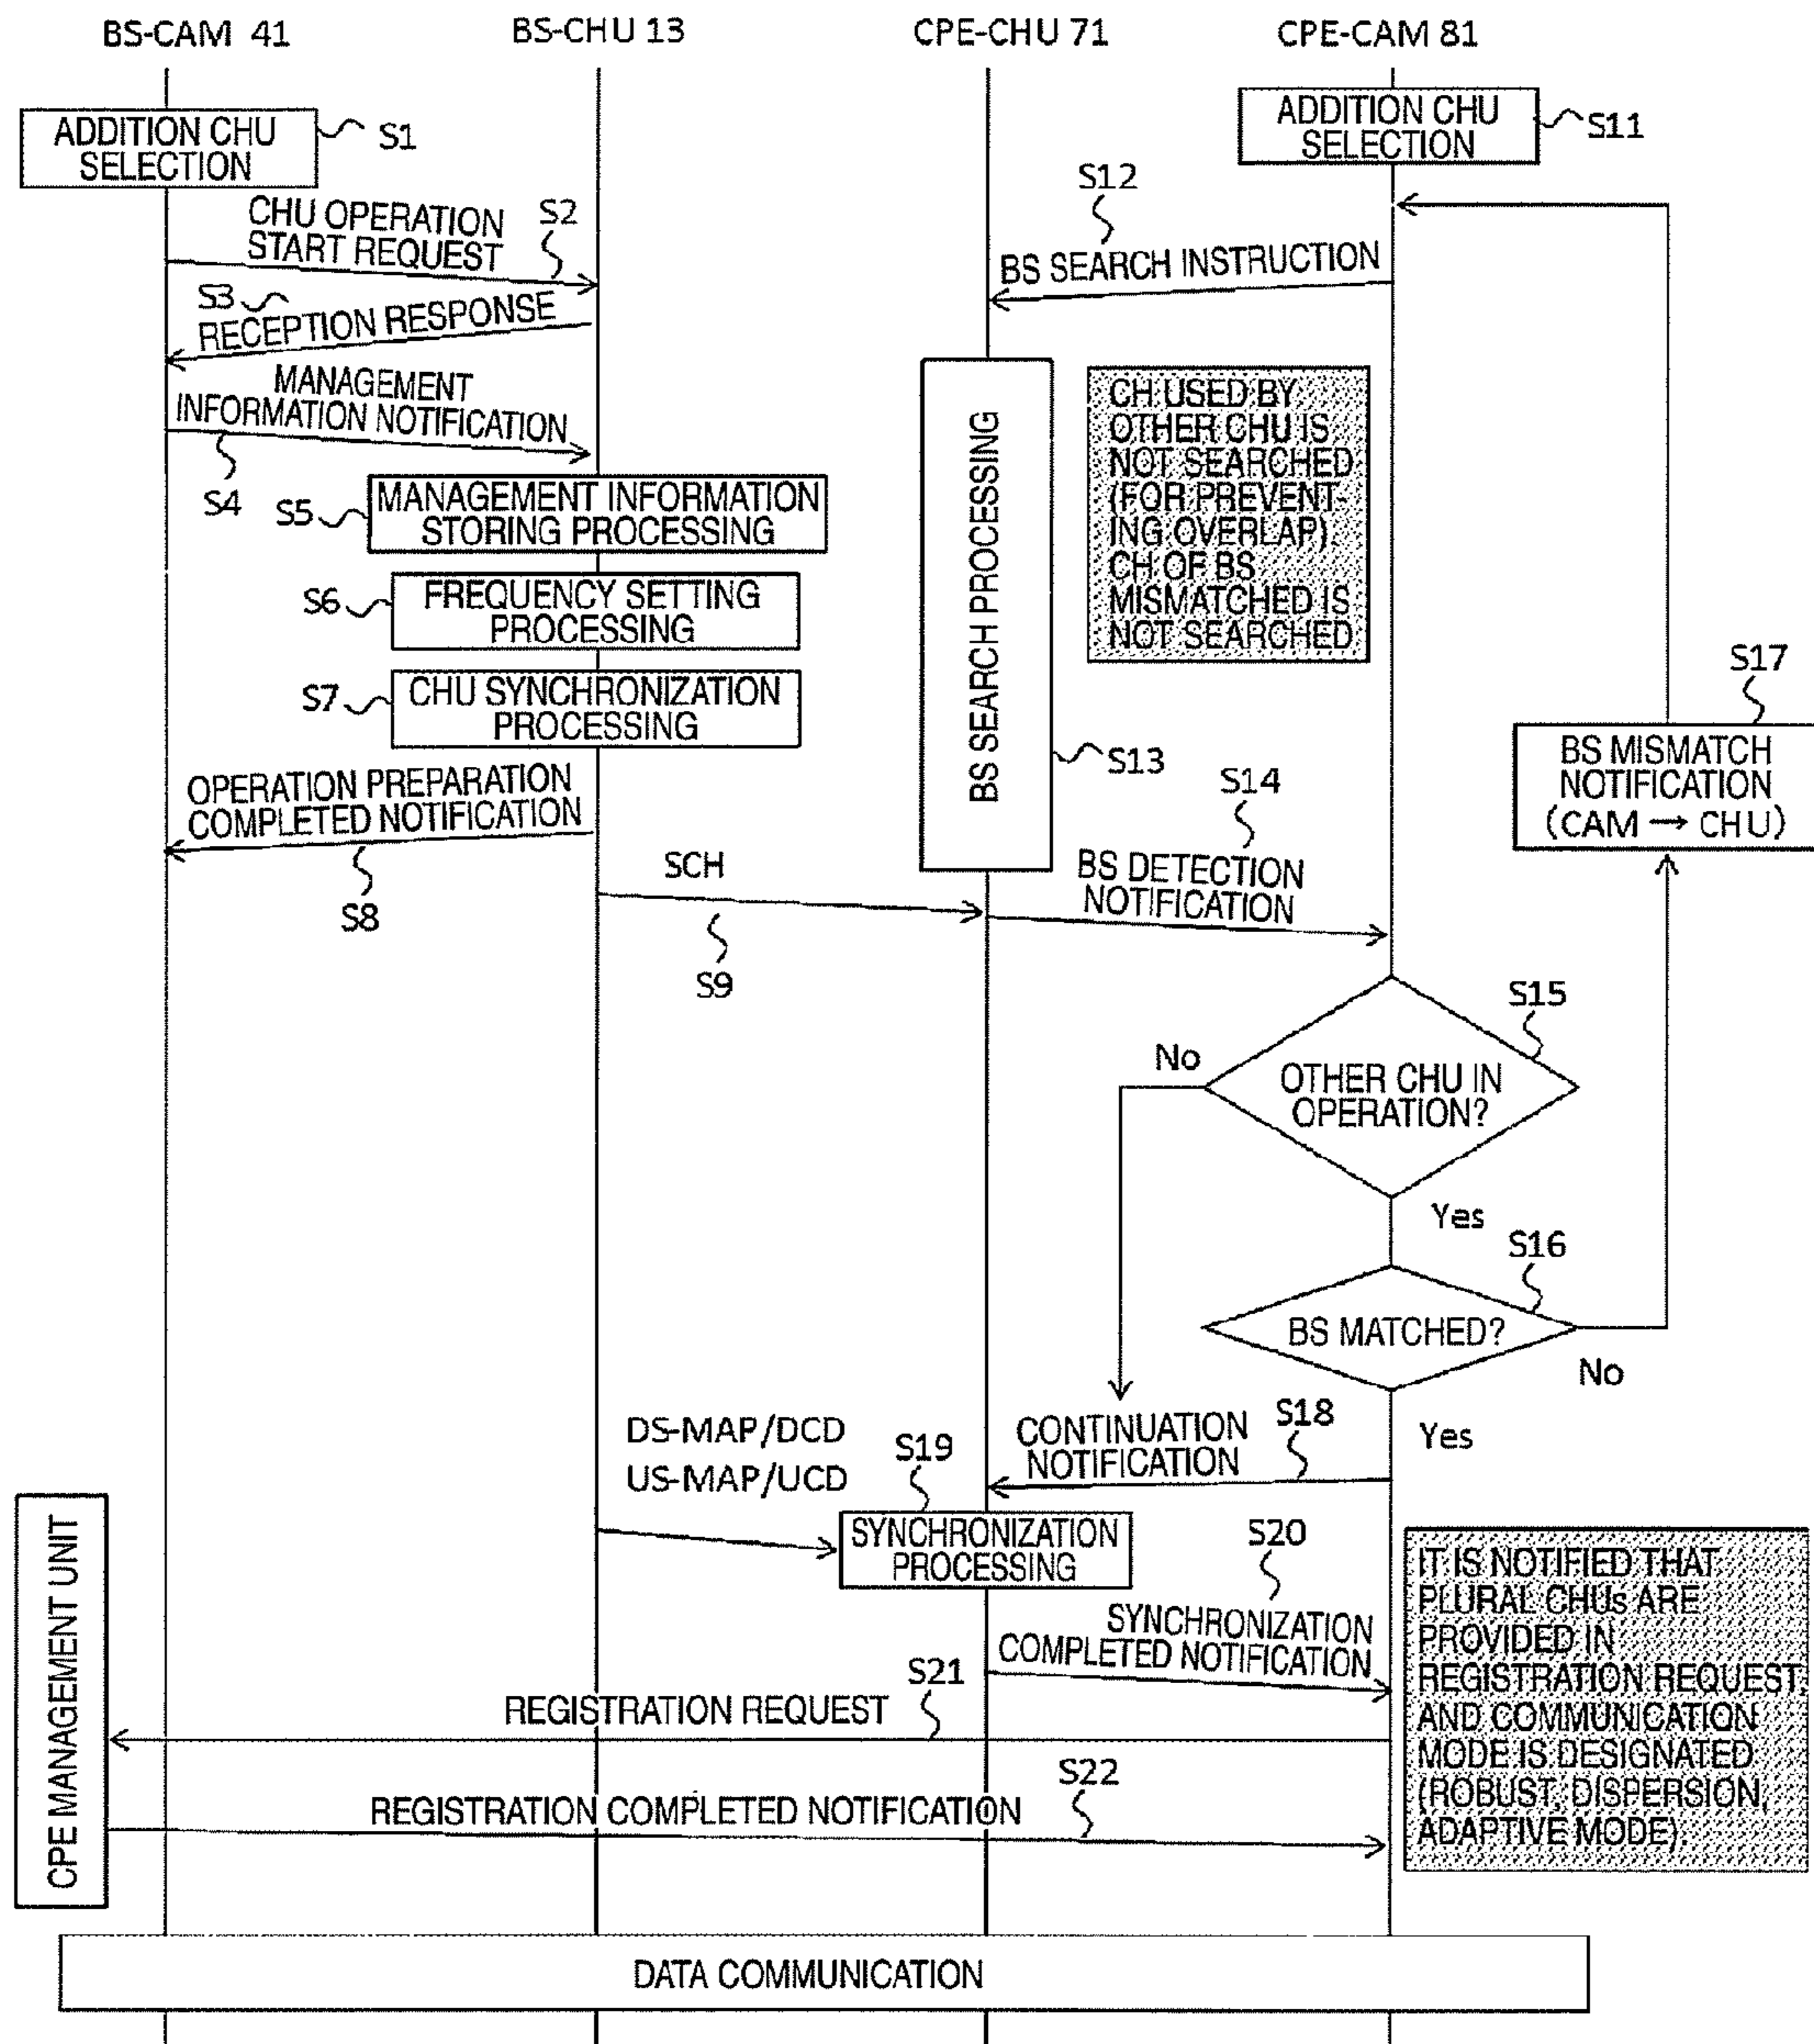 BS-CAM 41
BS-CHU 13
CPE-CHU 71
CPE-CAM 81
ADDITION CHU
SELECTION
S1
ADDITION CHU
SELECTION
S11
CHU OPERATION
START REQUEST
S2
S12
BS SEARCH INSTRUCTION
S3
RECEPTION RESPONSE
MANAGEMENT
INFORMATION NOTIFICATION
S4
CH USED BY
OTHER CHU IS
NOT SEARCHED
(FOR PREVENT-
ING OVERLAP).
CH OF BS
MISMATCHED IS
NOT SEARCHED
BS SEARCH PROCESSING
S13
S5
MANAGEMENT INFORMATION
STORING PROCESSING
S6
FREQUENCY SETTING
PROCESSING
S7
CHU SYNCHRONIZATION
PROCESSING
S17
BS MISMATCH
NOTIFICATION
(CAM → CHU)
OPERATION PREPARATION
COMPLETED NOTIFICATION
S8
SCH
S9
S14
BS DETECTION
NOTIFICATION
S15
No
OTHER CHU IN
OPERATION?
Yes
S16
BS MATCHED?
No
Yes
DS-MAP/DCD
US-MAP/UCD
CONTINUATION
NOTIFICATION
S18
S19
SYNCHRONIZATION
PROCESSING
S20
SYNCHRONIZATION
COMPLETED NOTIFICATION
CPE MANAGEMENT UNIT
IT IS NOTIFIED THAT
PLURAL CHUs ARE
PROVIDED IN
REGISTRATION REQUEST,
AND COMMUNICATION
MODE IS DESIGNATED
(ROBUST, DISPERSION,
ADAPTIVE MODE).
REGISTRATION REQUEST
S21
REGISTRATION COMPLETED NOTIFICATION
S22
DATA COMMUNICATION